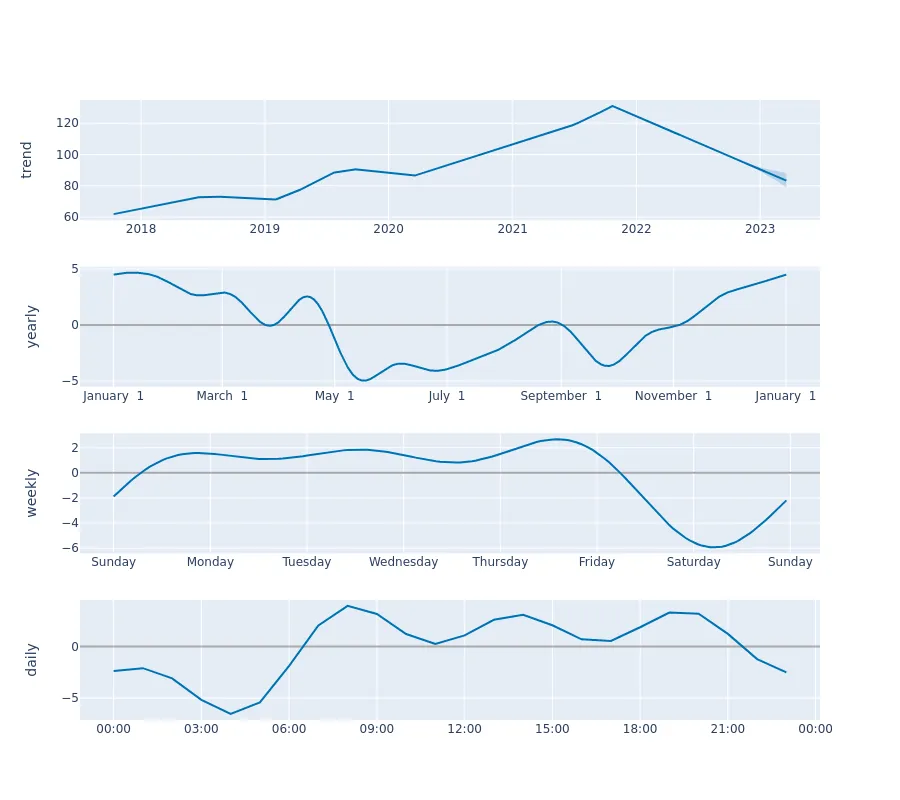 trend
120
100
80
60
2018 2019 2020 2021 2022 2023
yearly
5
0
−5
January 1 March 1 May 1 July 1 September 1 November 1 January 1
weekly
2
0
−2
−4
−6
Sunday Monday Tuesday Wednesday Thursday Friday Saturday Sunday
daily
0
−5
00:00 03:00 06:00 09:00 12:00 15:00 18:00 21:00 00:00